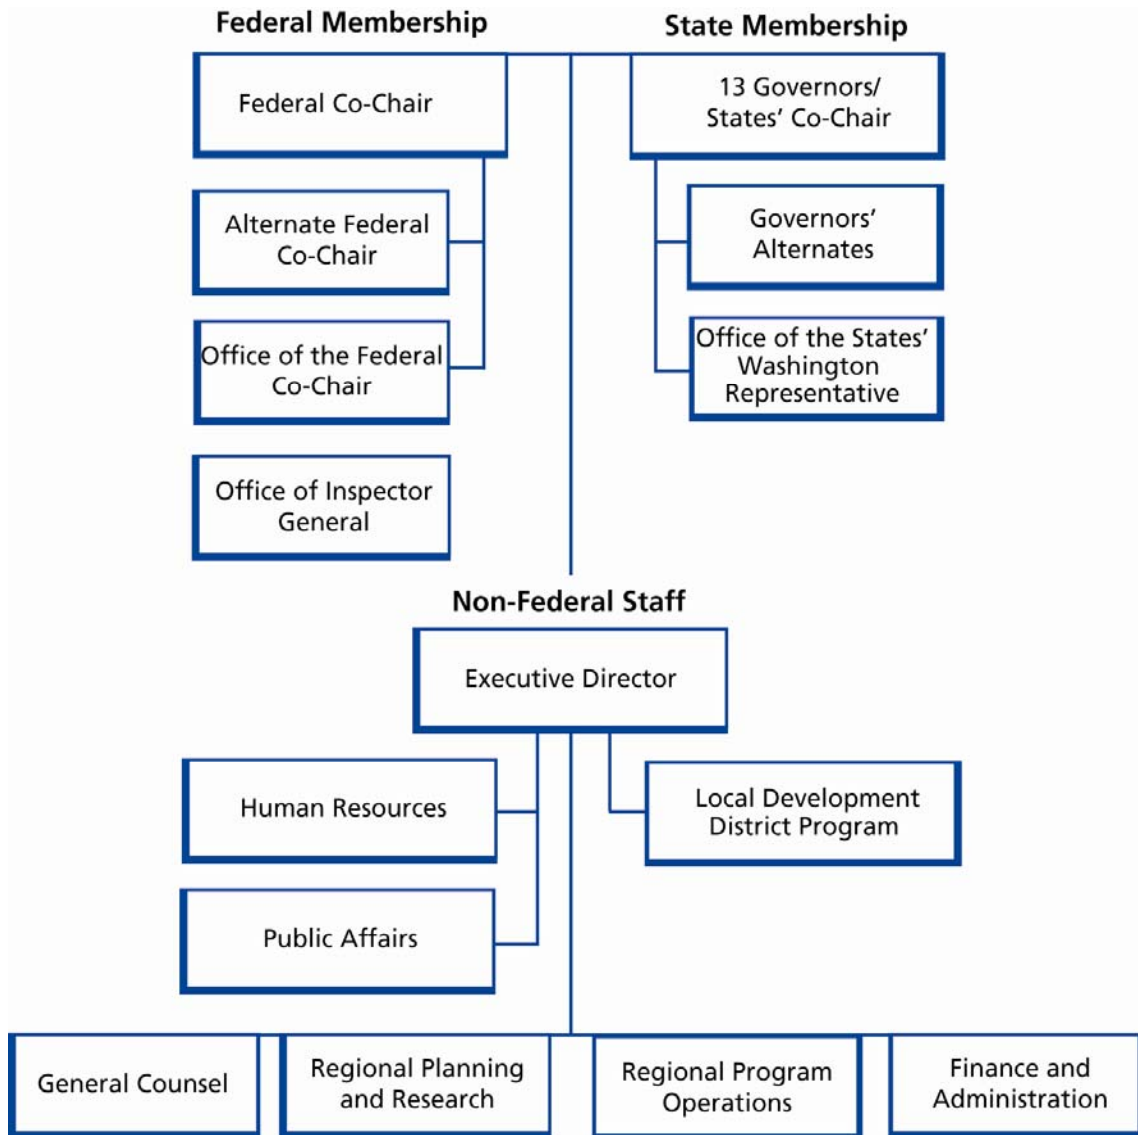 Federal Membership
State Membership
Federal Co-Chair
13 Governors/
States’ Co-Chair
Alternate Federal
Co-Chair
Governors’
Alternates
Office of the Federal
Co-Chair
Office of the States’
Washington
Representative
Office of Inspector
General
Non-Federal Staff
Executive Director
Human Resources
Local Development
District Program
Public Affairs
General Counsel
Regional Planning
and Research
Regional Program
Operations
Finance and
Administration